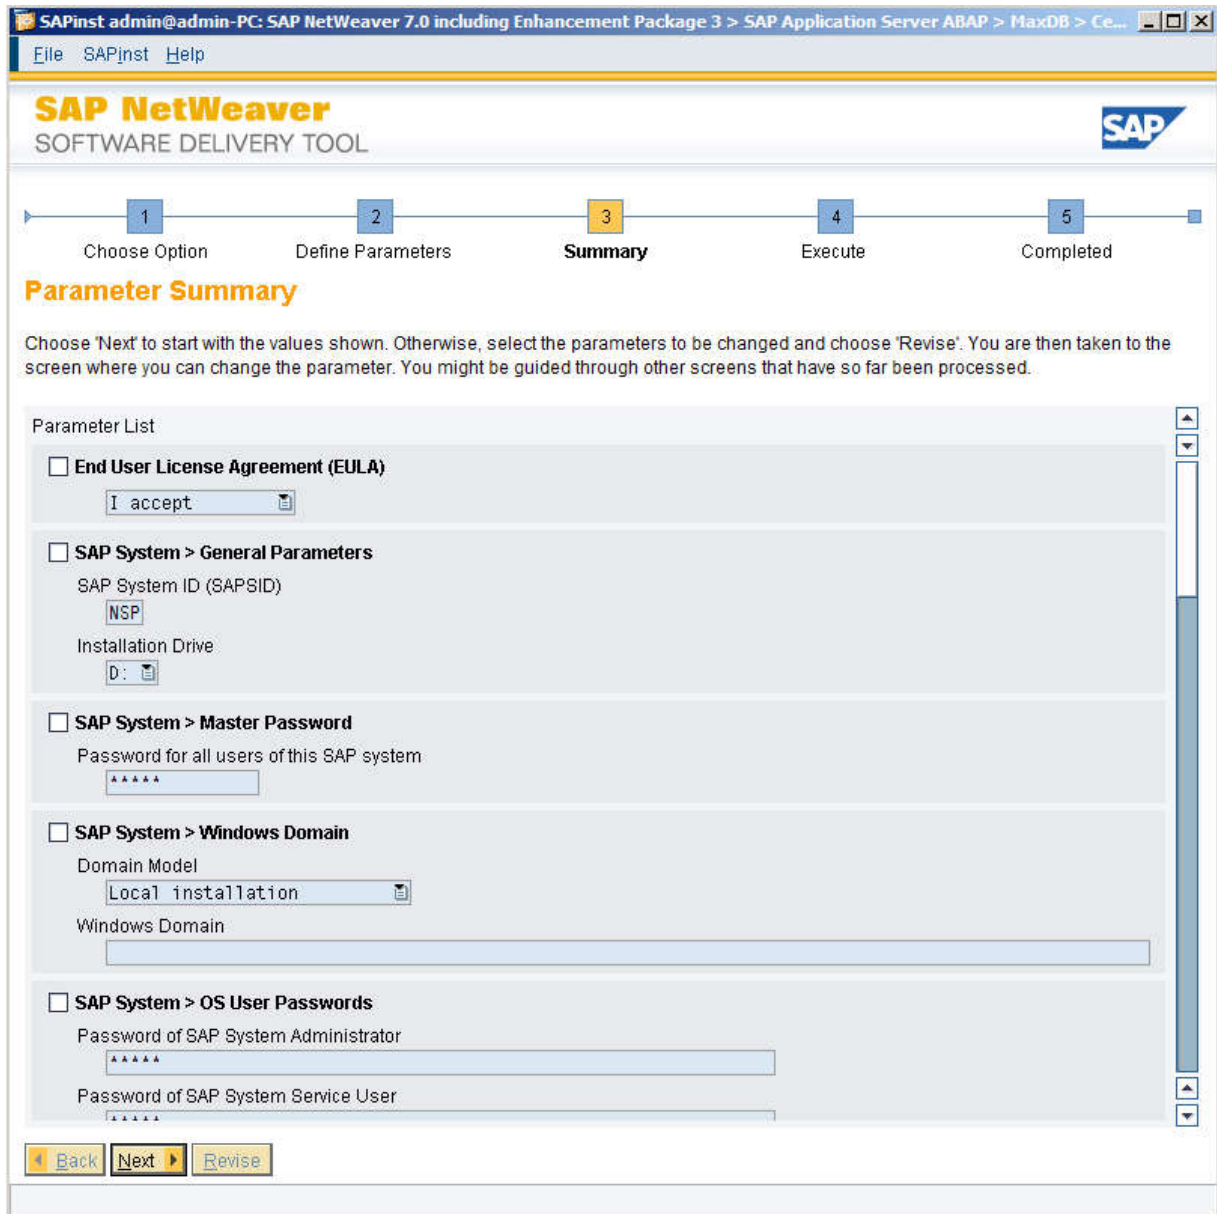 SAPinst admin@admin-PC: SAP NetWeaver 7.0 including Enhancement Package 3 > SAP Application Server ABAP > MaxDB > Ce...
File SAPinst Help
SAP NetWeaver
SOFTWARE DELIVERY TOOL
SAP
1 2 3 4 5
Choose Option Define Parameters Summary Execute Completed
Parameter Summary
Choose 'Next' to start with the values shown. Otherwise, select the parameters to be changed and choose 'Revise'. You are then taken to the
screen where you can change the parameter. You might be guided through other screens that have so far been processed.
Parameter List
End User License Agreement (EULA)
I accept
SAP System > General Parameters
SAP System ID (SAPSID)
NSP
Installation Drive
D:
SAP System > Master Password
Password for all users of this SAP system
*****
SAP System > Windows Domain
Domain Model
Local installation
Windows Domain
SAP System > OS User Passwords
Password of SAP System Administrator
*****
Password of SAP System Service User
*****
Back Next Revise